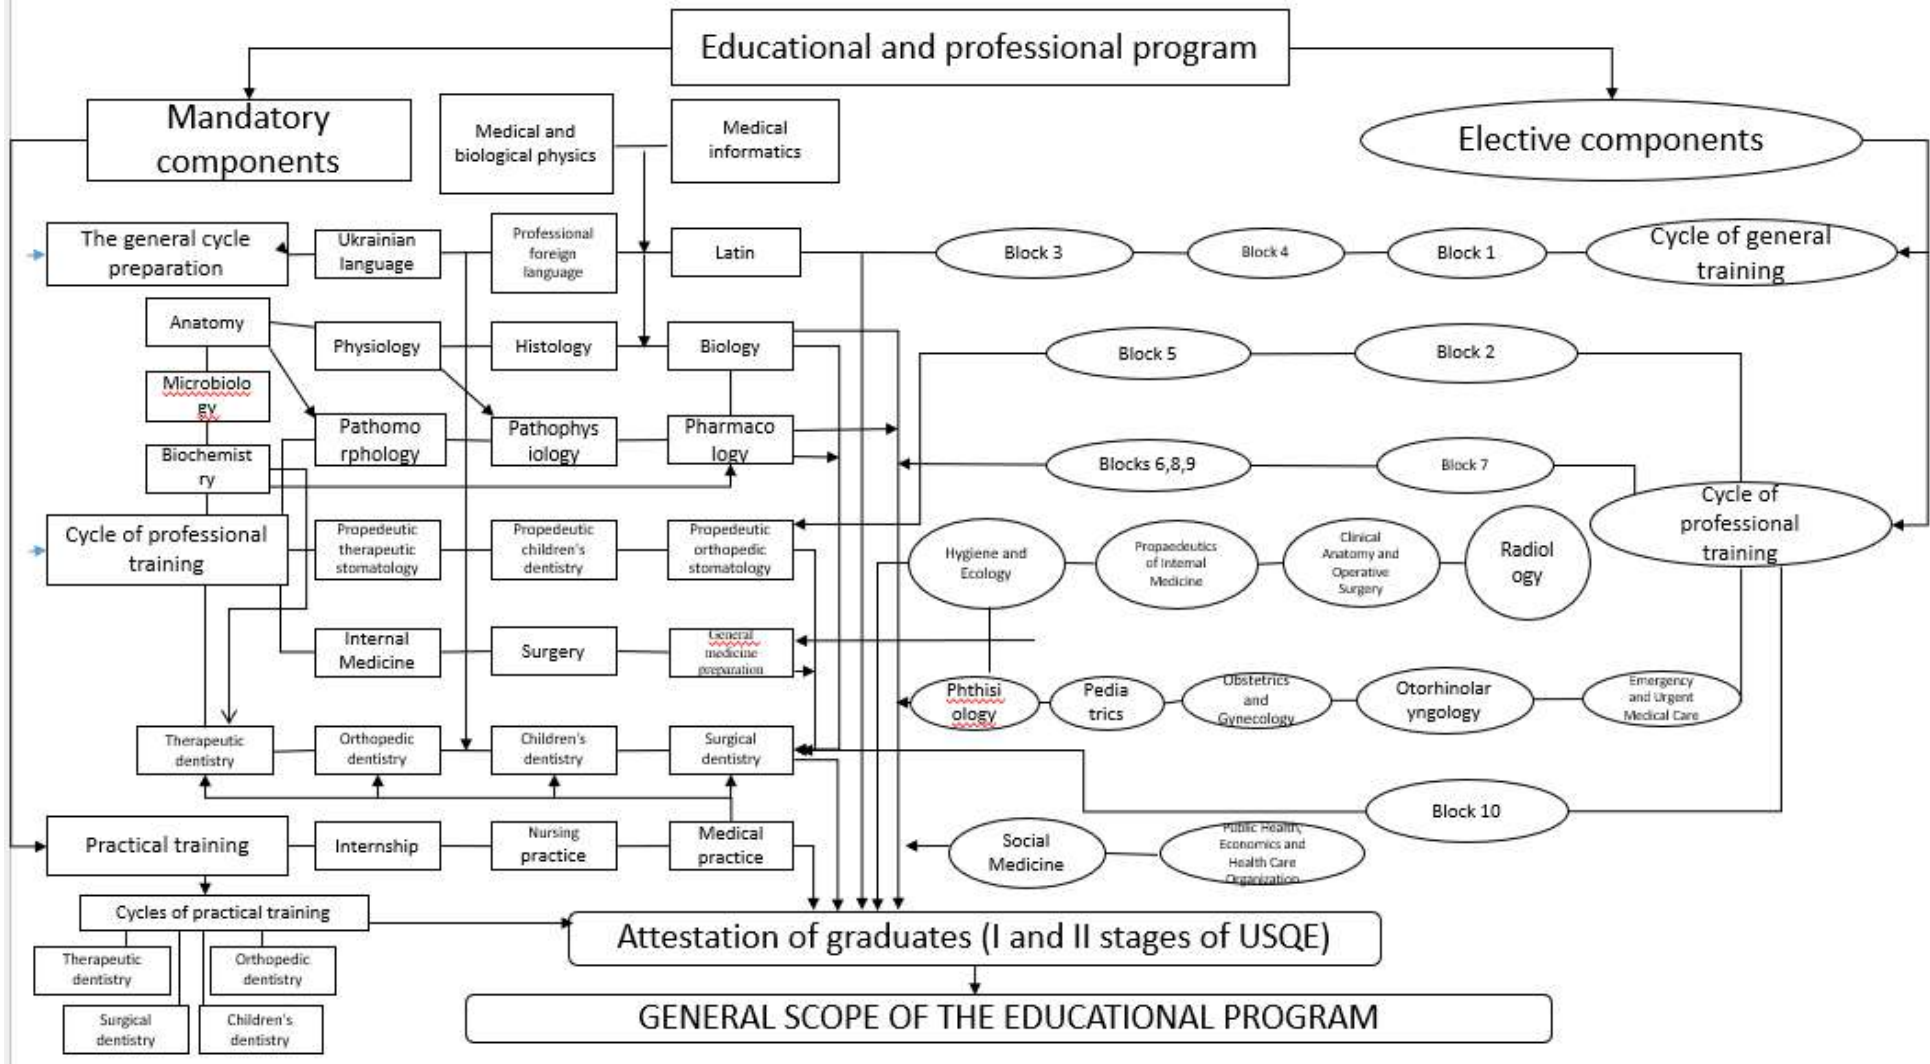 Educational and professional program
Mandatory
components
Medical and
biological physics
Medical
informatics
Elective components
The general cycle
preparation
Ukrainian
language
Professional
foreign
language
Latin
Block 3
Block 4
Block 1
Cycle of general
training
Anatomy
Physiology
Histology
Biology
Block 5
Block 2
Microbiolo
gy
Pathomo
rphology
Pathophys
iology
Pharmaco
logy
Biochemist
ry
Blocks 6,8,9
Block 7
Cycle of
professional
training
Cycle of professional
training
Propedeutic
therapeutic
stomatology
Propedeutic
children's
dentistry
Propedeutic
orthopedic
stomatology
Hygiene and
Ecology
Propaedeutics
of Internal
Medicine
Clinical
Anatomy and
Operative
Surgery
Radiol
ogy
Internal
Medicine
Surgery
General
medicine
preparation
Phthisi
ology
Pedia
trics
Obstetrics
and
Gynecology
Otorhinolar
yngology
Emergency
and Urgent
Medical Care
Therapeutic
dentistry
Orthopedic
dentistry
Children's
dentistry
Surgical
dentistry
Block 10
Practical training
Internship
Nursing
practice
Medical
practice
Social
Medicine
Public Health,
Economics and
Health Care
Organization
Cycles of practical training
Therapeutic
dentistry
Orthopedic
dentistry
Surgical
dentistry
Children's
dentistry
Attestation of graduates (I and II stages of USQE)
GENERAL SCOPE OF THE EDUCATIONAL PROGRAM